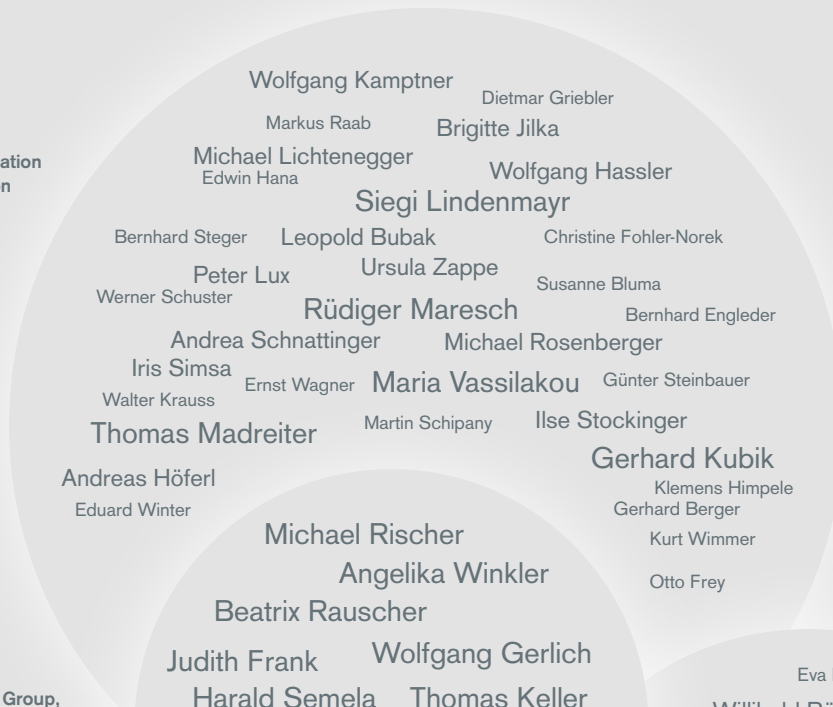 Wolfgang Kamptner
Dietmar Griebler
Markus Raab
Brigitte Jilka
Michael Lichtenegger
Wolfgang Hassler
Edwin Hana
Siegi Lindenmayr
Bernhard Steger
Leopold Bubak
Christine Fohler-Norek
Ursula Zappe
Peter Lux
Susanne Bluma
Werner Schuster
Rüdiger Maresch
Bernhard Engleder
Andrea Schnattinger
Michael Rosenberger
Iris Simsa
Ernst Wagner
Maria Vassilakou
Günter Steinbauer
Walter Krauss
Martin Schipany
Ilse Stockinger
Thomas Madreiter
Gerhard Kubik
Andreas Höferl
Klemens Himpele
Eduard Winter
Gerhard Berger
Michael Rischer
Kurt Wimmer
Angelika Winkler
Otto Frey
Beatrix Rauscher
Judith Frank
Wolfgang Gerlich
Eva
Group,
Harald Semela
Thomas Keller